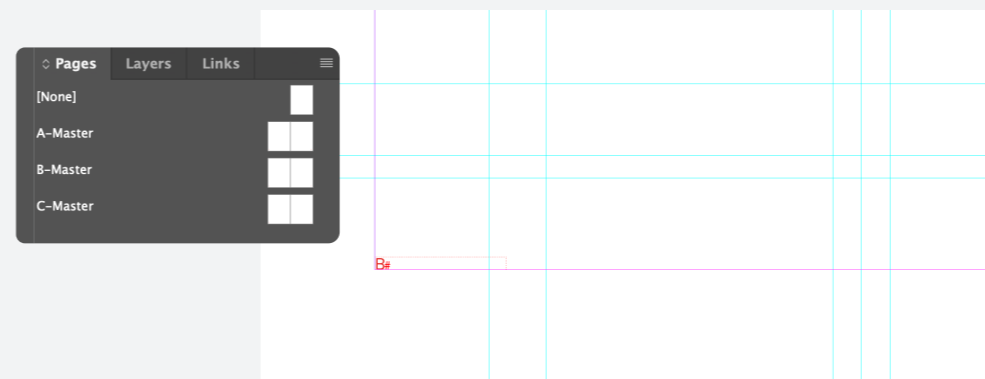 Pages Layers Links
[None]
A-Master
B-Master
C-Master
B#